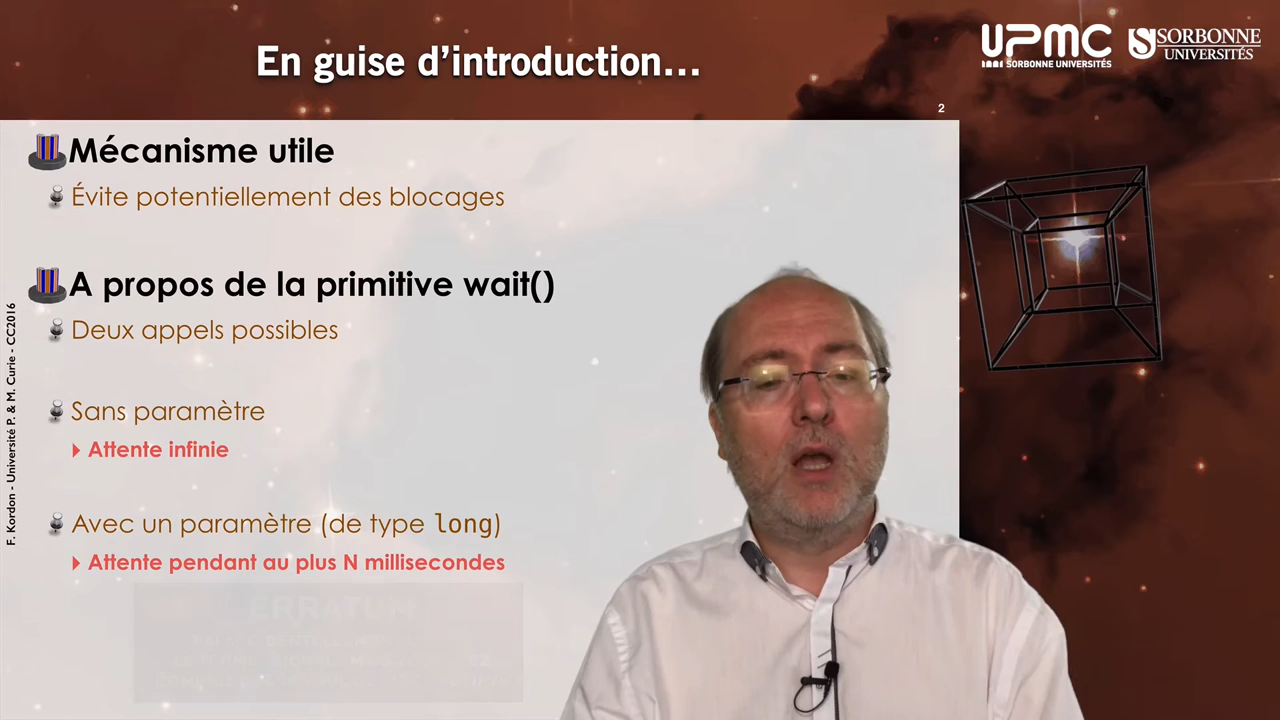 En guise d'introduction...
UPMC
SORBONNE UNIVERSITÉS
SORBONNE
UNIVERSITÉS
2
Mécanisme utile
Évite potentiellement des blocages
A propos de la primitive wait()
Deux appels possibles
Sans paramètre
Attente infinie
Avec un paramètre (de type long)
Attente pendant au plus N millisecondes
F. Kordon - Université P. & M. Curie - CC2016
ERRATUM